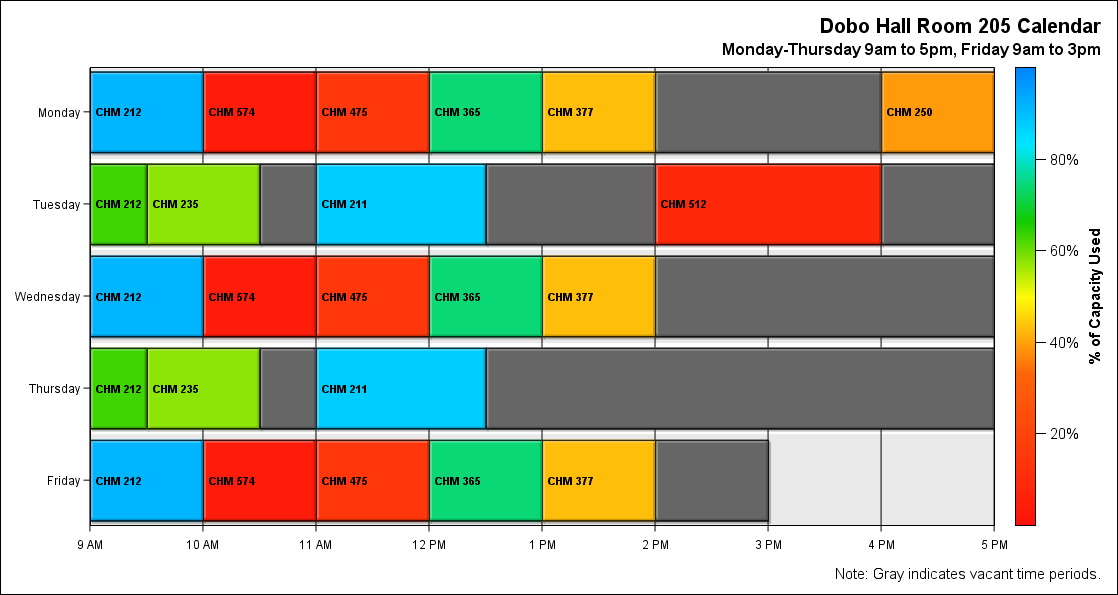 Dobo Hall Room 205 Calendar
Monday-Thursday 9am to 5pm, Friday 9am to 3pm
Monday CHM 212 CHM 574 CHM 475 CHM 365 CHM 377 CHM 250
80%
Tuesday CHM 212 CHM 235 CHM 211 CHM 512
60%
% of Capacity Used
Wednesday CHM 212 CHM 574 CHM 475 CHM 365 CHM 377
40%
Thursday CHM 212 CHM 235 CHM 211
20%
Friday CHM 212 CHM 574 CHM 475 CHM 365 CHM 377
9 AM 10 AM 11 AM 12 PM 1 PM 2 PM 3 PM 4 PM 5 PM
Note: Gray indicates vacant time periods.